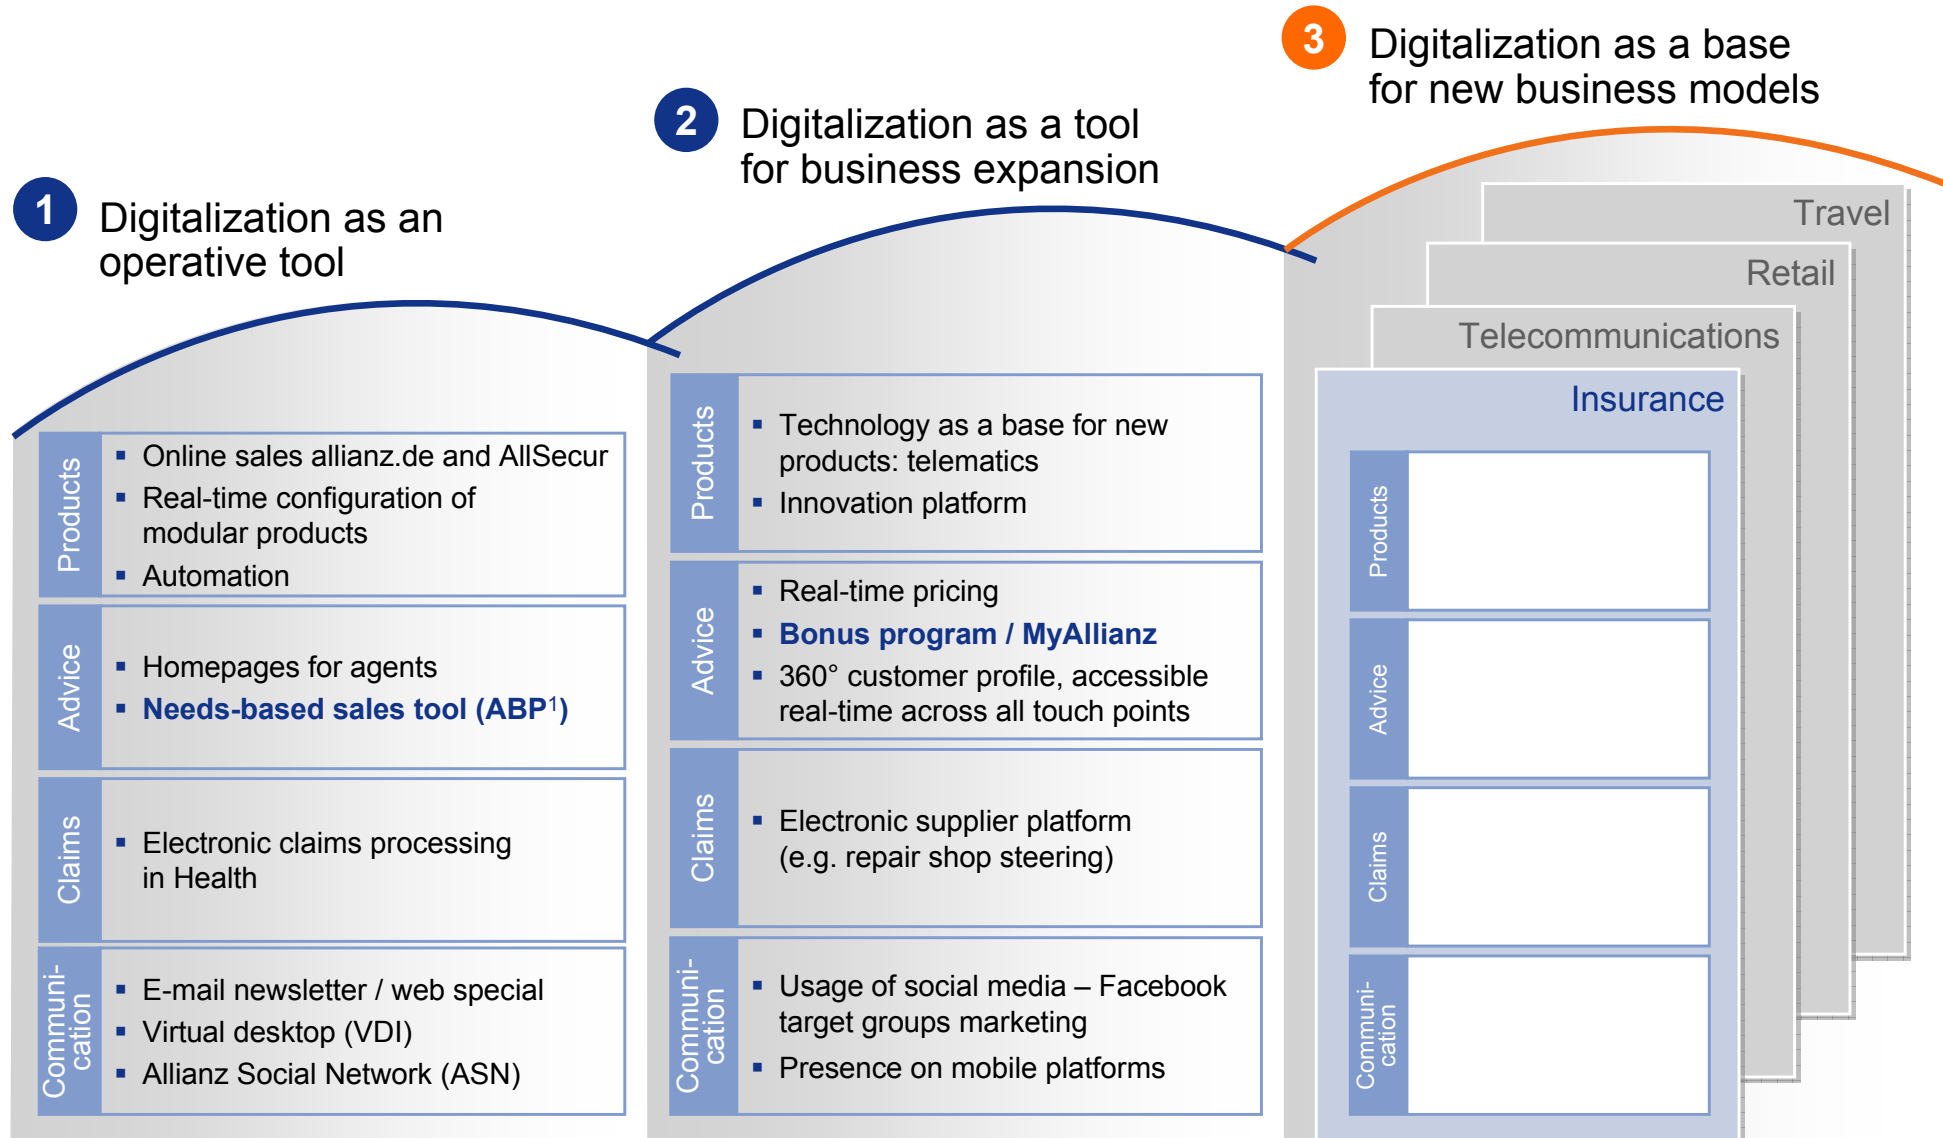 1
Digitalization as an
operative tool
Products
▪ Online sales allianz.de and AllSecur
▪ Real-time configuration of
modular products
▪ Automation
Advice
▪ Homepages for agents
▪ Needs-based sales tool (ABP¹)
Claims
▪ Electronic claims processing
in Health
Communi-
cation
▪ E-mail newsletter / web special
▪ Virtual desktop (VDI)
▪ Allianz Social Network (ASN)
2
Digitalization as a tool
for business expansion
Products
▪ Technology as a base for new
products: telematics
▪ Innovation platform
Advice
▪ Real-time pricing
▪ Bonus program / MyAllianz
▪ 360° customer profile, accessible
real-time across all touch points
Claims
▪ Electronic supplier platform
(e.g. repair shop steering)
Communi-
cation
▪ Usage of social media – Facebook
target groups marketing
▪ Presence on mobile platforms
3
Digitalization as a base
for new business models
Travel
Retail
Telecommunications
Insurance
Products
Advice
Claims
Communi-
cation